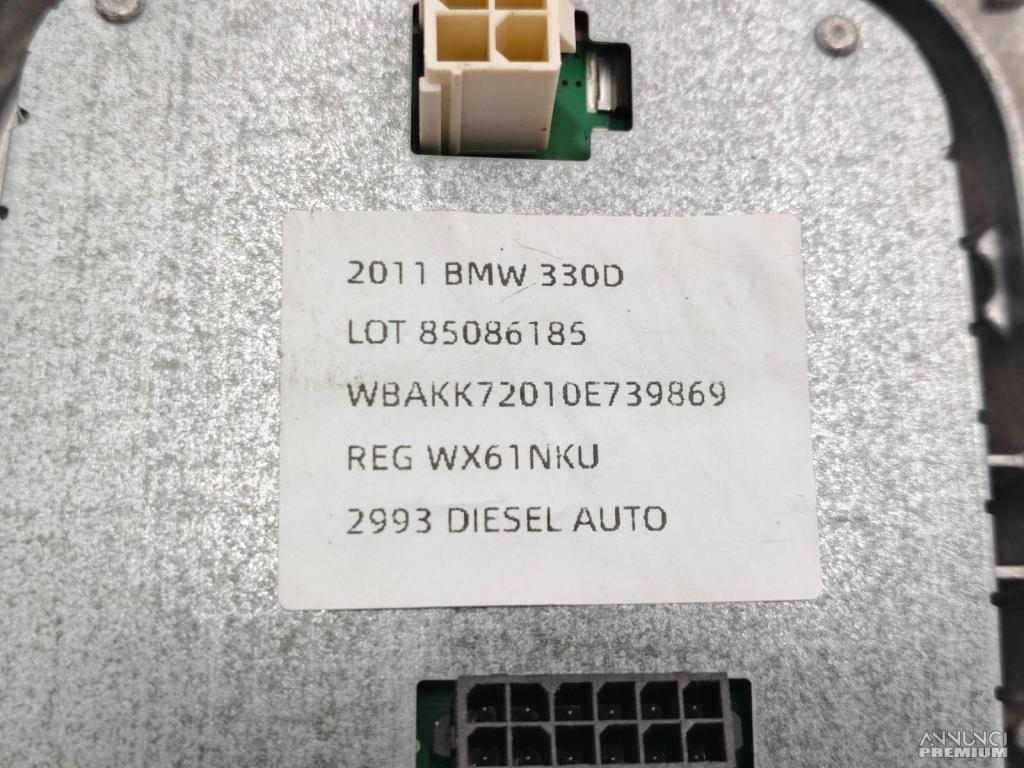 2011 BMW 330D
LOT 85086185
WBAKK72010E739869
REG WX61NKU
2993 DIESEL AUTO
ANNUNCI
PREMIUM